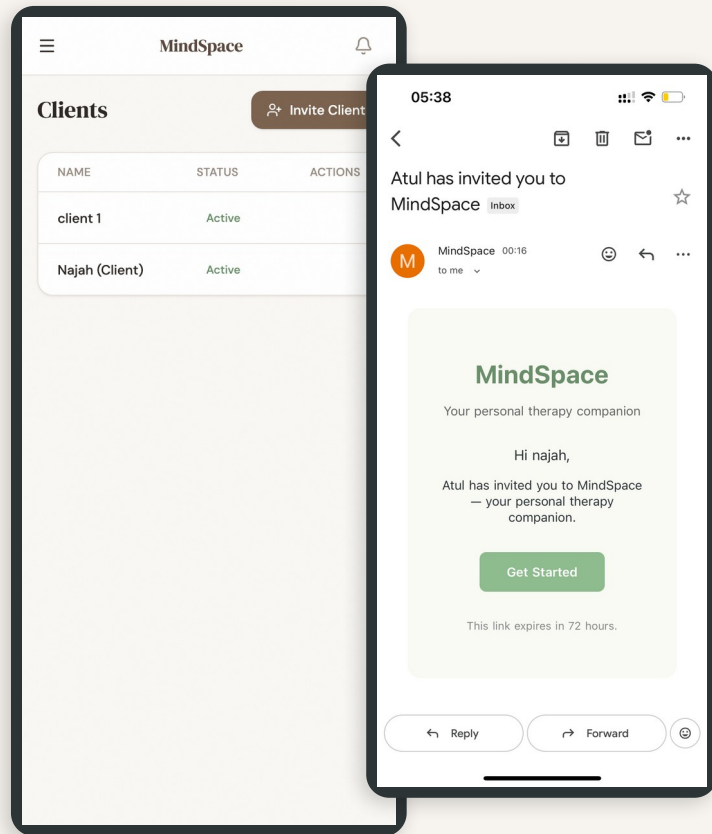 MindSpace
Clients
Invite Client
NAME STATUS ACTIONS
client 1 Active
Najah (Client) Active
05:38
Atul has invited you to
MindSpace Inbox
M
MindSpace 00:16
to me
MindSpace
Your personal therapy companion
Hi najah,
Atul has invited you to MindSpace
— your personal therapy
companion.
Get Started
This link expires in 72 hours.
Reply
Forward